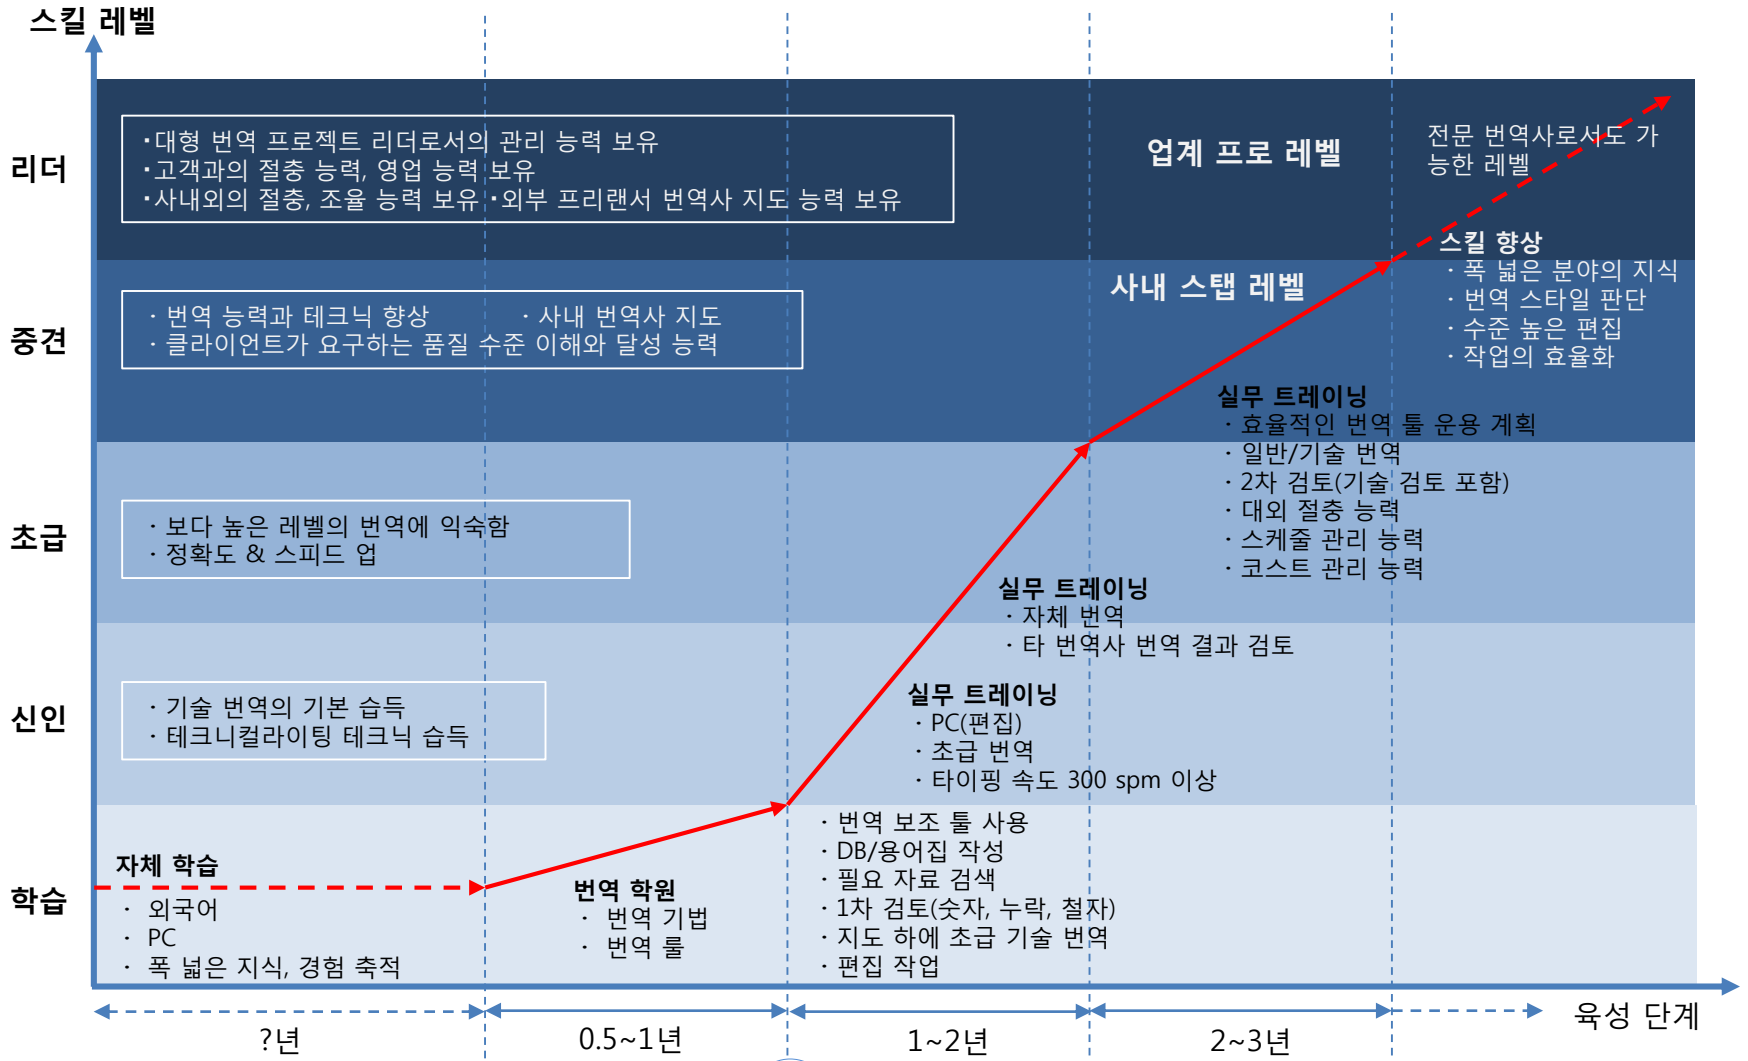 스킬 레벨
리더
·대형 번역 프로젝트 리더로서의 관리 능력 보유
·고객과의 절충 능력, 영업 능력 보유
·사내외의 절충, 조율 능력 보유 ·외부 프리랜서 번역사 지도 능력 보유
업계 프로 레벨
전문 번역사로서도 가
능한 레벨
중견
· 번역 능력과 테크닉 향상 · 사내 번역사 지도
· 클라이언트가 요구하는 품질 수준 이해와 달성 능력
사내 스탭 레벨
스킬 향상
· 폭 넓은 분야의 지식
· 번역 스타일 판단
· 수준 높은 편집
· 작업의 효율화
실무 트레이닝
· 효율적인 번역 툴 운용 계획
· 일반/기술 번역
· 2차 검토(기술 검토 포함)
· 대외 절충 능력
· 스케줄 관리 능력
· 코스트 관리 능력
초급
· 보다 높은 레벨의 번역에 익숙함
· 정확도 & 스피드 업
실무 트레이닝
· 자체 번역
· 타 번역사 번역 결과 검토
신인
· 기술 번역의 기본 습득
· 테크니컬라이팅 테크닉 습득
실무 트레이닝
· PC(편집)
· 초급 번역
· 타이핑 속도 300 spm 이상
· 번역 보조 툴 사용
· DB/용어집 작성
· 필요 자료 검색
· 1차 검토(숫자, 누락, 철자)
· 지도 하에 초급 기술 번역
· 편집 작업
학습
자체 학습
· 외국어
· PC
· 폭 넓은 지식, 경험 축적
번역 학원
· 번역 기법
· 번역 룰
?년
0.5~1년
1~2년
2~3년
육성 단계